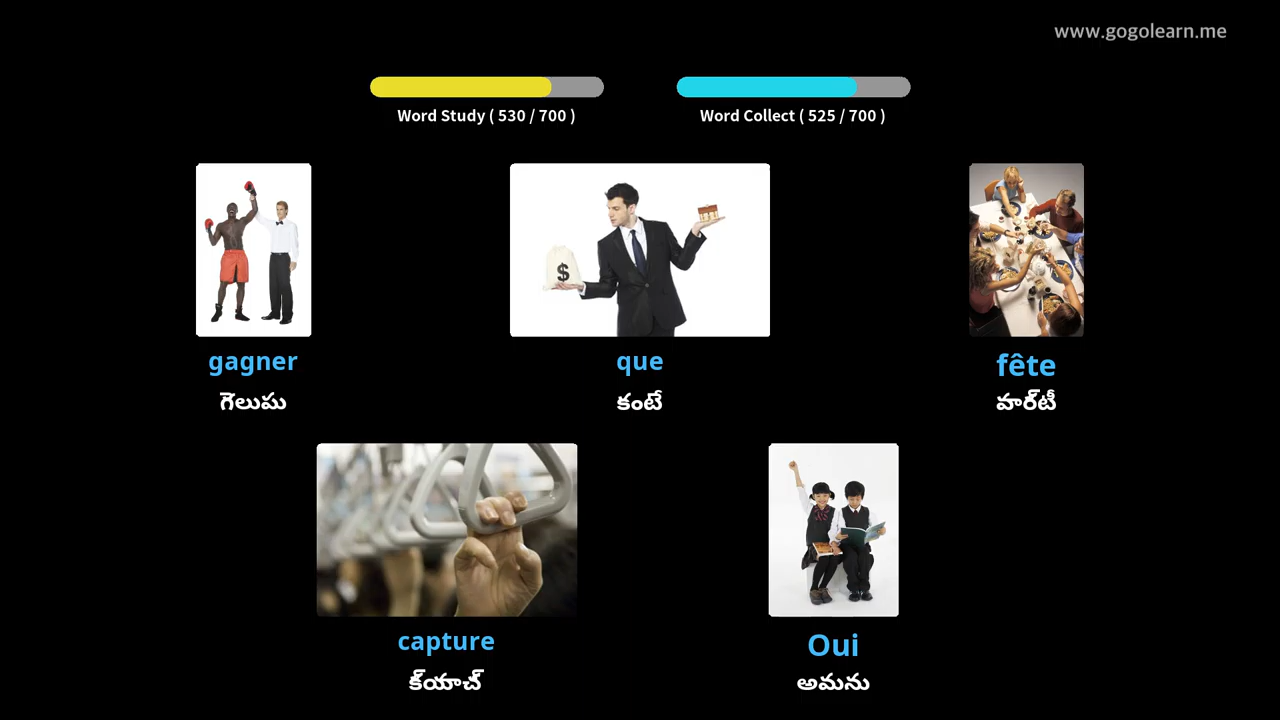 www.gogolearn.me
Word Study ( 530 / 700 )
Word Collect ( 525 / 700 )
$
gagner
que
fête
గెలుపు
కంటే
పార్టీ
capture
Oui
క్యాచ్
అవును